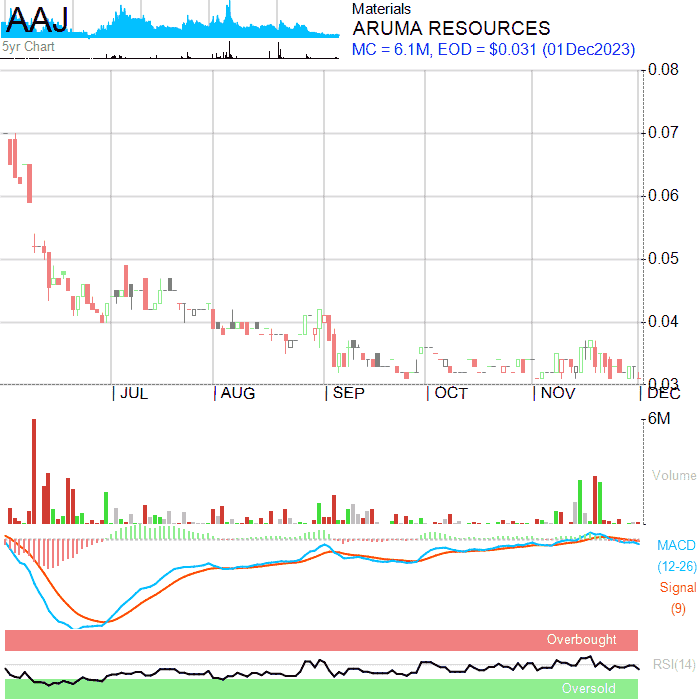 AAJ
5yr Chart
Materials
ARUMA RESOURCES
MC = 6.1M, EOD = $0.031 (01Dec2023)
0.08
0.07
0.06
0.05
0.04
0.03
JUL AUG SEP OCT NOV DEC
6M
Volume
MACD
(12-26)
Signal
(9)
Overbought
RSI(14)
Oversold